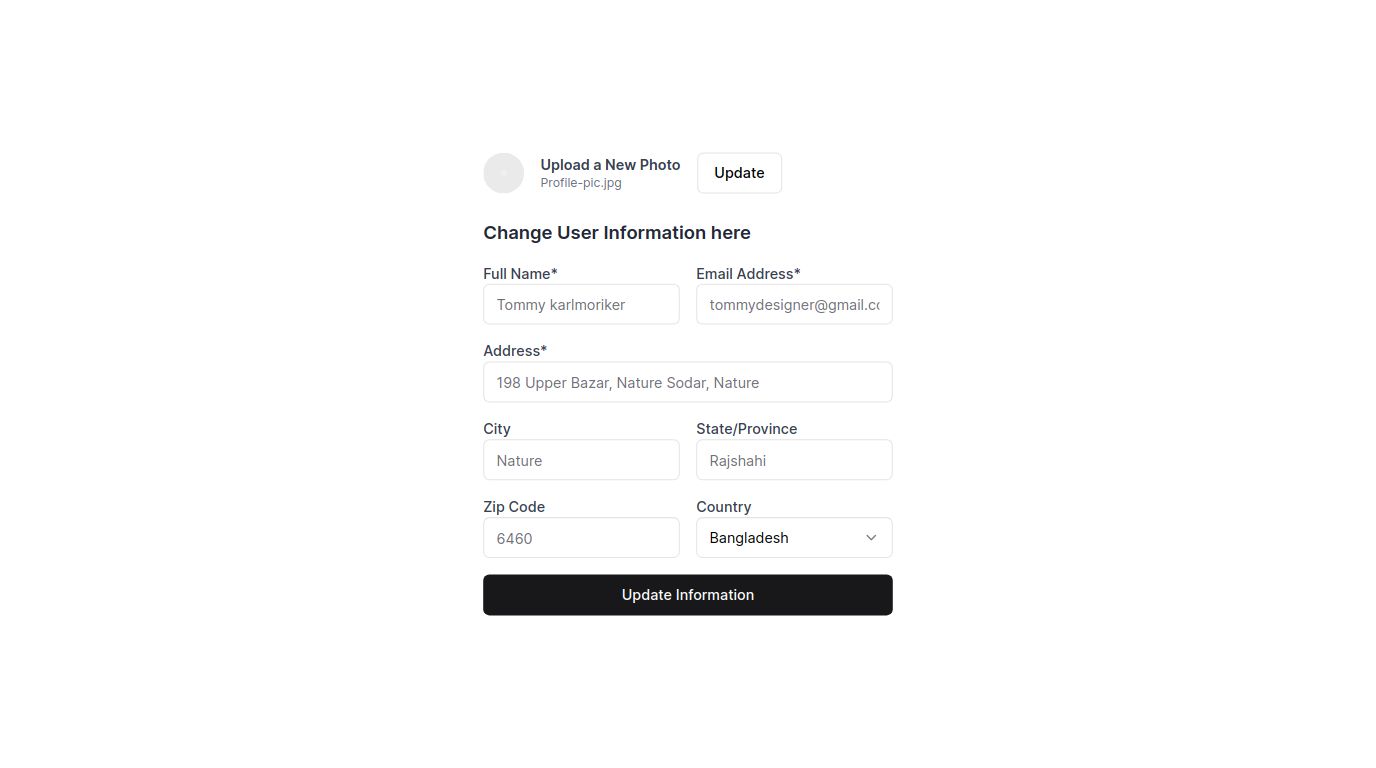 Upload a New Photo
Profile-pic.jpg
Update
Change User Information here
Full Name*
Email Address*
Tommy karlmoriker
tommydesigner@gmail.cc
Address*
198 Upper Bazar, Nature Sodar, Nature
City
State/Province
Nature
Rajshahi
Zip Code
Country
6460
Bangladesh
Update Information